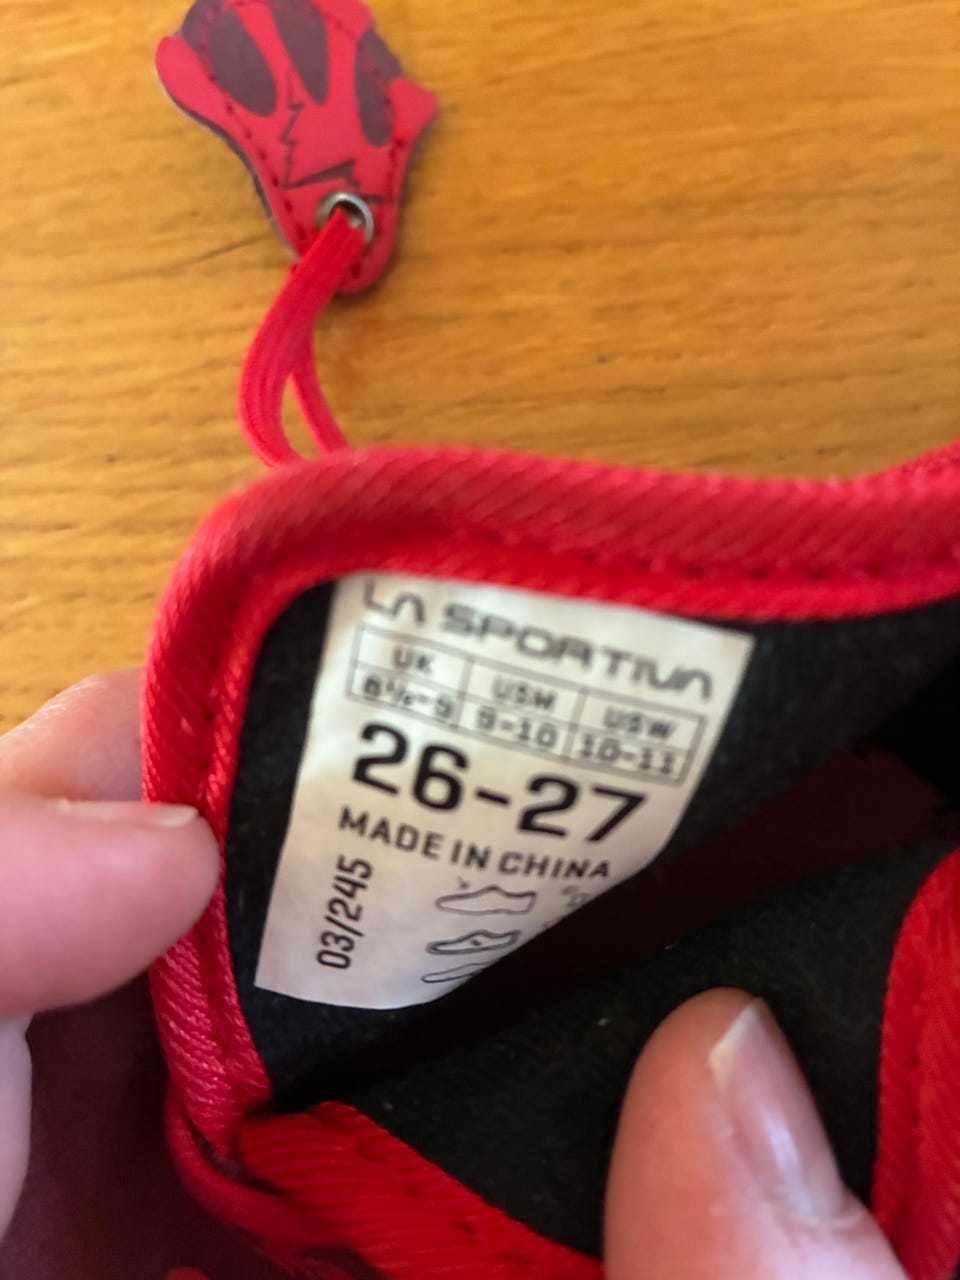 LA SPORTIVA
UK USM USW
8½-9 9-10 10-11
26-27
MADE IN CHINA
03/245